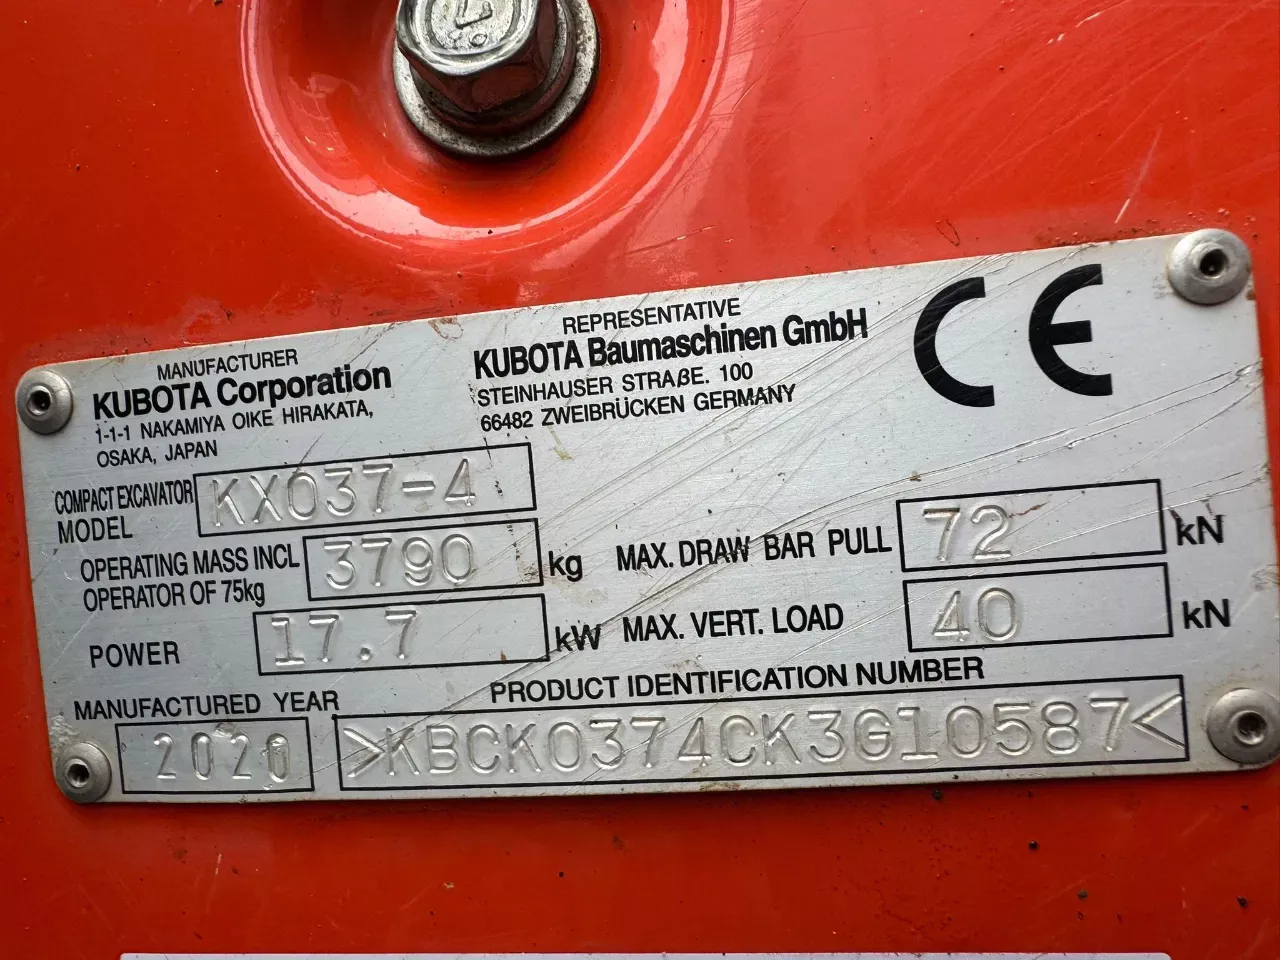 MANUFACTURER
KUBOTA Corporation
1-1-1 NAKAMIYA OIKE HIRAKATA,
OSAKA, JAPAN
REPRESENTATIVE
KUBOTA Baumaschinen GmbH
STEINHAUSER STRAßE. 100
66482 ZWEIBRÜCKEN GERMANY
CE
COMPACT EXCAVATOR
MODEL KX037-4
OPERATING MASS INCL
OPERATOR OF 75kg 3790 kg
MAX. DRAW BAR PULL 72 kN
POWER 17.7 kW
MAX. VERT. LOAD 40 kN
MANUFACTURED YEAR
2020
PRODUCT IDENTIFICATION NUMBER
>KBCK0374CK3G10587<